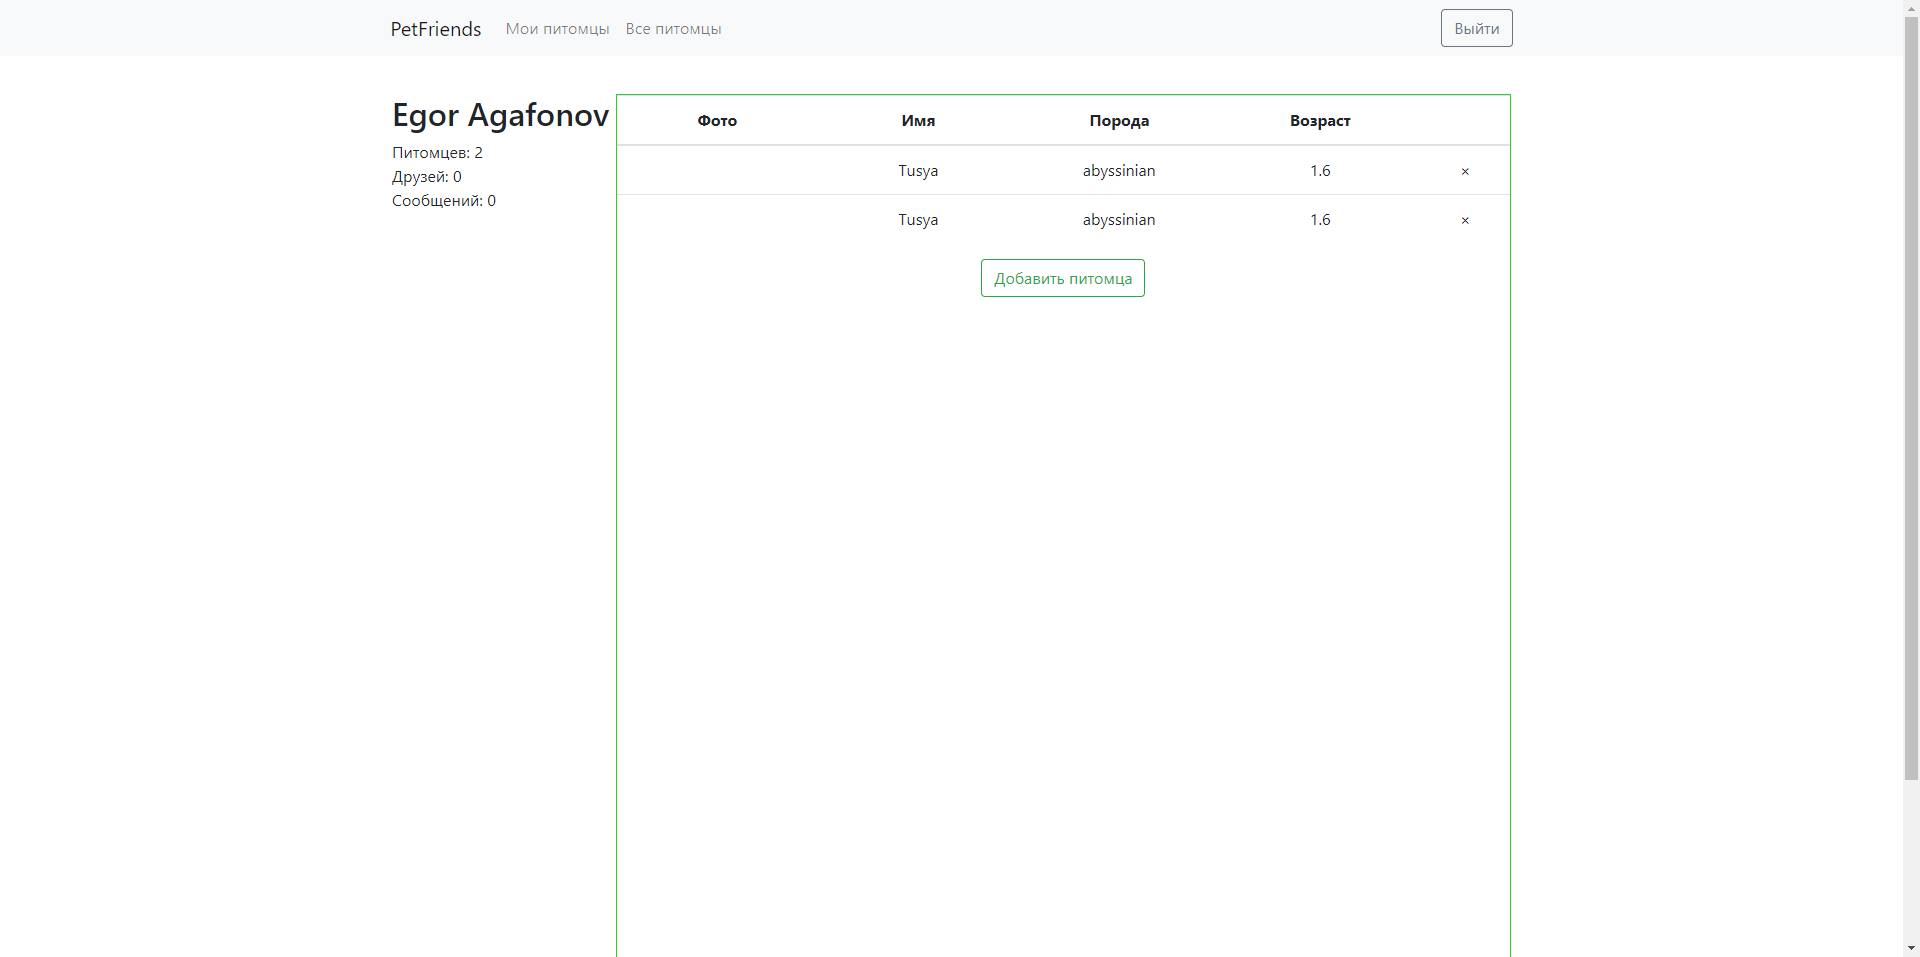 PetFriends Мои питомцы Все питомцы Выйти
Egor Agafonov
Питомцев: 2
Друзей: 0
Сообщений: 0
Фото Имя Порода Возраст
Tusya abyssinian 1.6 ×
Tusya abyssinian 1.6 ×
Добавить питомца